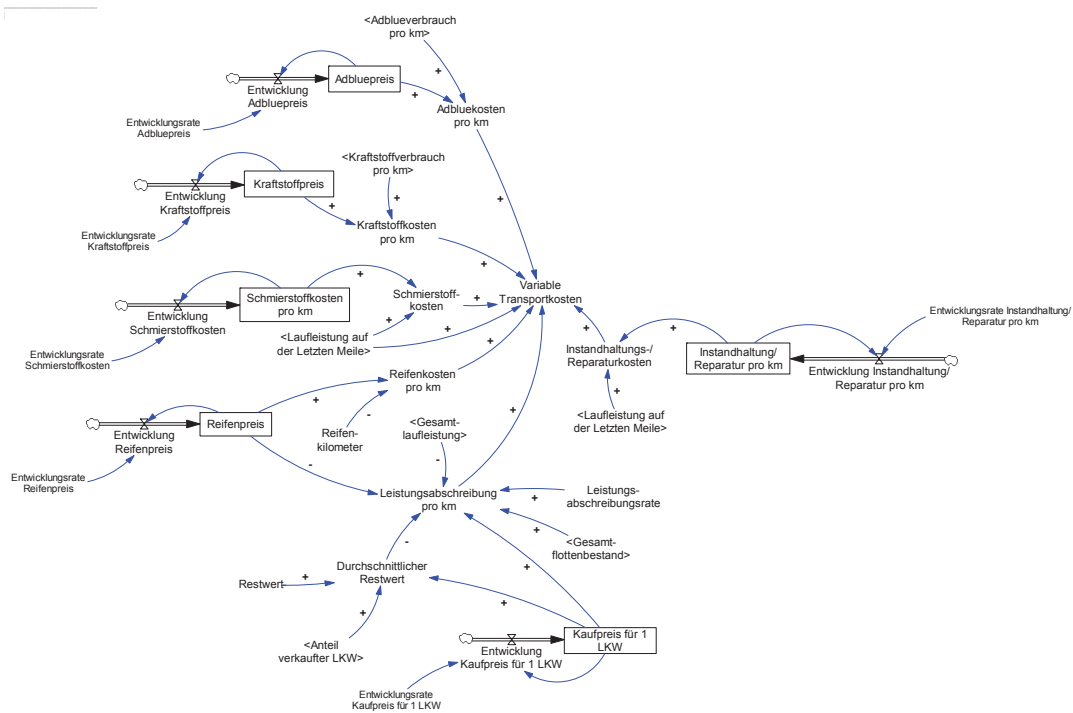 <Adblueverbrauch
pro km>
+
Adbluepreis
+
Entwicklung
Adbluepreis
Adbluekosten
pro km
Entwicklungsrate
Adbluepreis
<Kraftstoffverbrauch
pro km>
Kraftstoffpreis
+
+
+
Entwicklung
Kraftstoffpreis
Kraftstoffkosten
pro km
Entwicklungsrate
Kraftstoffpreis
+
+
Schmierstoffkosten
pro km
Schmierstoff-
kosten
+
Variable
Transportkosten
Entwicklung
Schmierstoffkosten
+
+
<Laufleistung auf
der Letzten Meile>
Entwicklungsrate
Schmierstoffkosten
Entwicklungsrate Instandhaltung/
Reparatur pro km
+
+
Instandhaltungs-/
Reparaturkosten
Instandhaltung/
Reparatur pro km
Entwicklung Instandhaltung/
Reparatur pro km
+
<Laufleistung auf
der Letzten Meile>
+
Reifenkosten
pro km
+
-
Reifen-
kilometer
Reifenpreis
Entwicklung
Reifenpreis
Entwicklungsrate
Reifenpreis
<Gesamt-
laufleistung>
+
-
-
Leistungsabschreibung
pro km
+
Leistungs-
abschreibungsrate
+
<Gesamt-
flottenbestand>
-
+
Durchschnittlicher
Restwert
Restwert
+
+
+
<Anteil
verkaufter LKW>
Kaufpreis für 1
LKW
Entwicklung
Kaufpreis für 1 LKW
Entwicklungsrate
Kaufpreis für 1 LKW